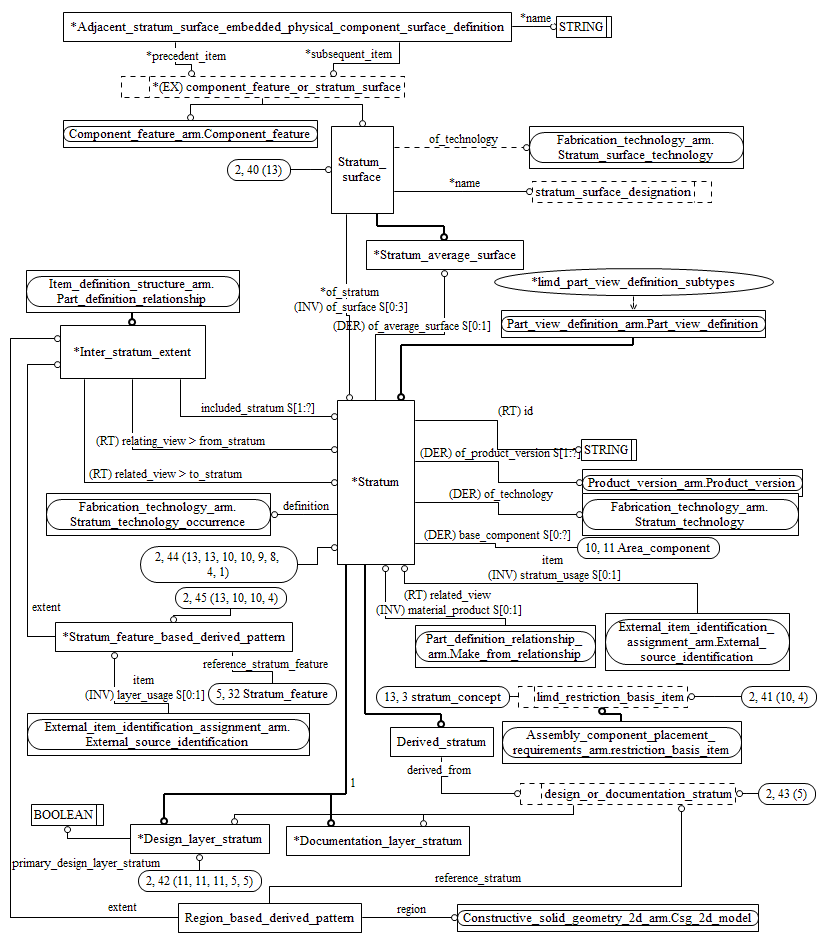 *Adjacent_stratum_surface_embedded_physical_component_surface_definition
*name
STRING
*precedent_item
*subsequent_item
*(EX) component_feature_or_stratum_surface
Component_feature_arm.Component_feature
Stratum_
surface
of_technology
Fabrication_technology_arm.
Stratum_surface_technology
2, 40 (13)
*name
stratum_surface_designation
*Stratum_average_surface
Item_definition_structure_arm.
Part_definition_relationship
*limd_part_view_definition_subtypes
*of_stratum
(INV) of_surface S[0:3]
(DER) of_average_surface S[0:1]
Part_view_definition_arm.Part_view_definition
*Inter_stratum_extent
included_stratum S[1:?]
(RT) id
(RT) relating_view > from_stratum
STRING
(DER) of_product_version S[1:?]
(RT) related_view > to_stratum
*Stratum
Product_version_arm.Product_version
(DER) of_technology
Fabrication_technology_arm.
Stratum_technology_occurrence
definition
Fabrication_technology_arm.
Stratum_technology
(DER) base_component S[0:?]
10, 11 Area_component
2, 44 (13, 13, 10, 10, 9, 8,
4, 1)
item
(INV) stratum_usage S[0:1]
2, 45 (13, 10, 10, 4)
(RT) related_view
(INV) material_product S[0:1]
extent
*Stratum_feature_based_derived_pattern
Part_definition_relationship_
arm.Make_from_relationship
External_item_identification_
assignment_arm.External_
source_identification
reference_stratum_feature
item
(INV) layer_usage S[0:1]
5, 32 Stratum_feature
13, 3 stratum_concept
limd_restriction_basis_item
2, 41 (10, 4)
External_item_identification_assignment_arm.
External_source_identification
Derived_stratum
Assembly_component_placement_
requirements_arm.restriction_basis_item
derived_from
1
design_or_documentation_stratum
2, 43 (5)
BOOLEAN
*Design_layer_stratum
*Documentation_layer_stratum
primary_design_layer_stratum
2, 42 (11, 11, 11, 5, 5)
reference_stratum
extent
Region_based_derived_pattern
region
Constructive_solid_geometry_2d_arm.Csg_2d_model